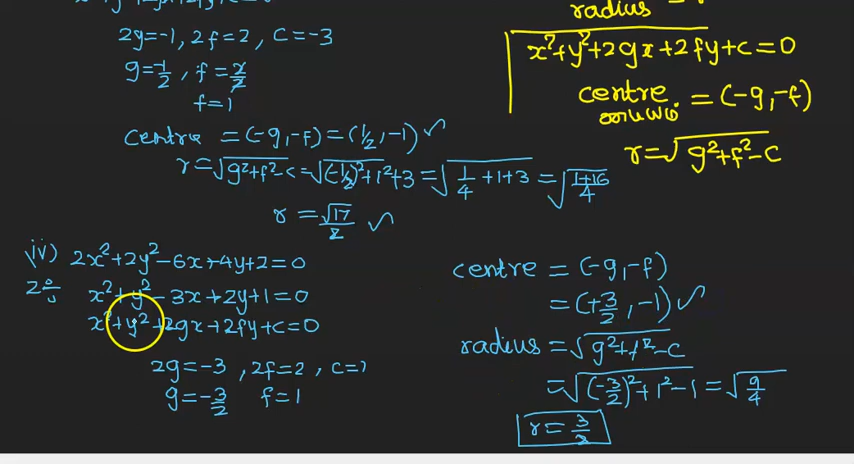 2g=-1, 2f=2, c=-3
g=-1/2, f=2/2
f=1
centre = (-g,-f) = (1/2, -1)
r=√g²+f²-c = √(-1/2)²+1²+3 = √1/4+1+3 = √1+16/4
r = √17/2
radius =
x²+y²+2gx+2fy+c=0
centre = (-g,-f)
r=√g²+f²-c
iv) 2x²+2y²-6x+4y+2=0
x²+y²-3x+2y+1=0
x²+y²+2gx+2fy+c=0
2g=-3, 2f=2, c=1
g=-3/2 f=1
centre = (-g,-f)
= (+3/2, -1)
radius = √g²+f²-c
= √(-3/2)²+1²-1 = √9/4
r=3/2